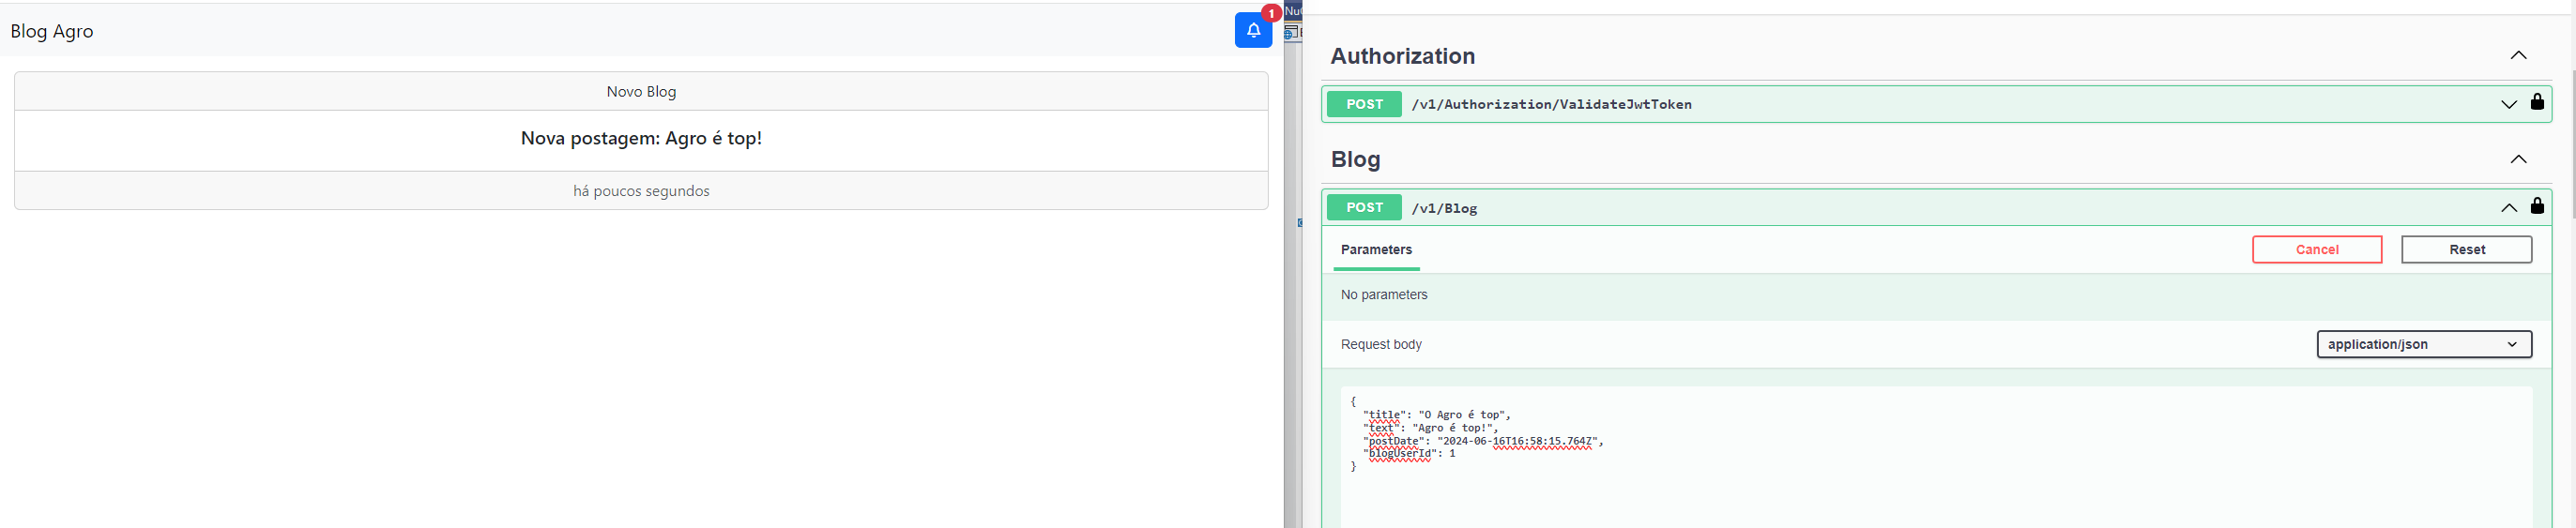 Blog Agro
1
Novo Blog
Nova postagem: Agro é top!
há poucos segundos
Authorization
POST /v1/Authorization/ValidateJwtToken
Blog
POST /v1/Blog
Parameters
Cancel
Reset
No parameters
Request body
application/json
{
"title": "O Agro é top",
"text": "Agro é top!",
"postDate": "2024-06-16T16:58:15.764Z",
"blogUserId": 1
}